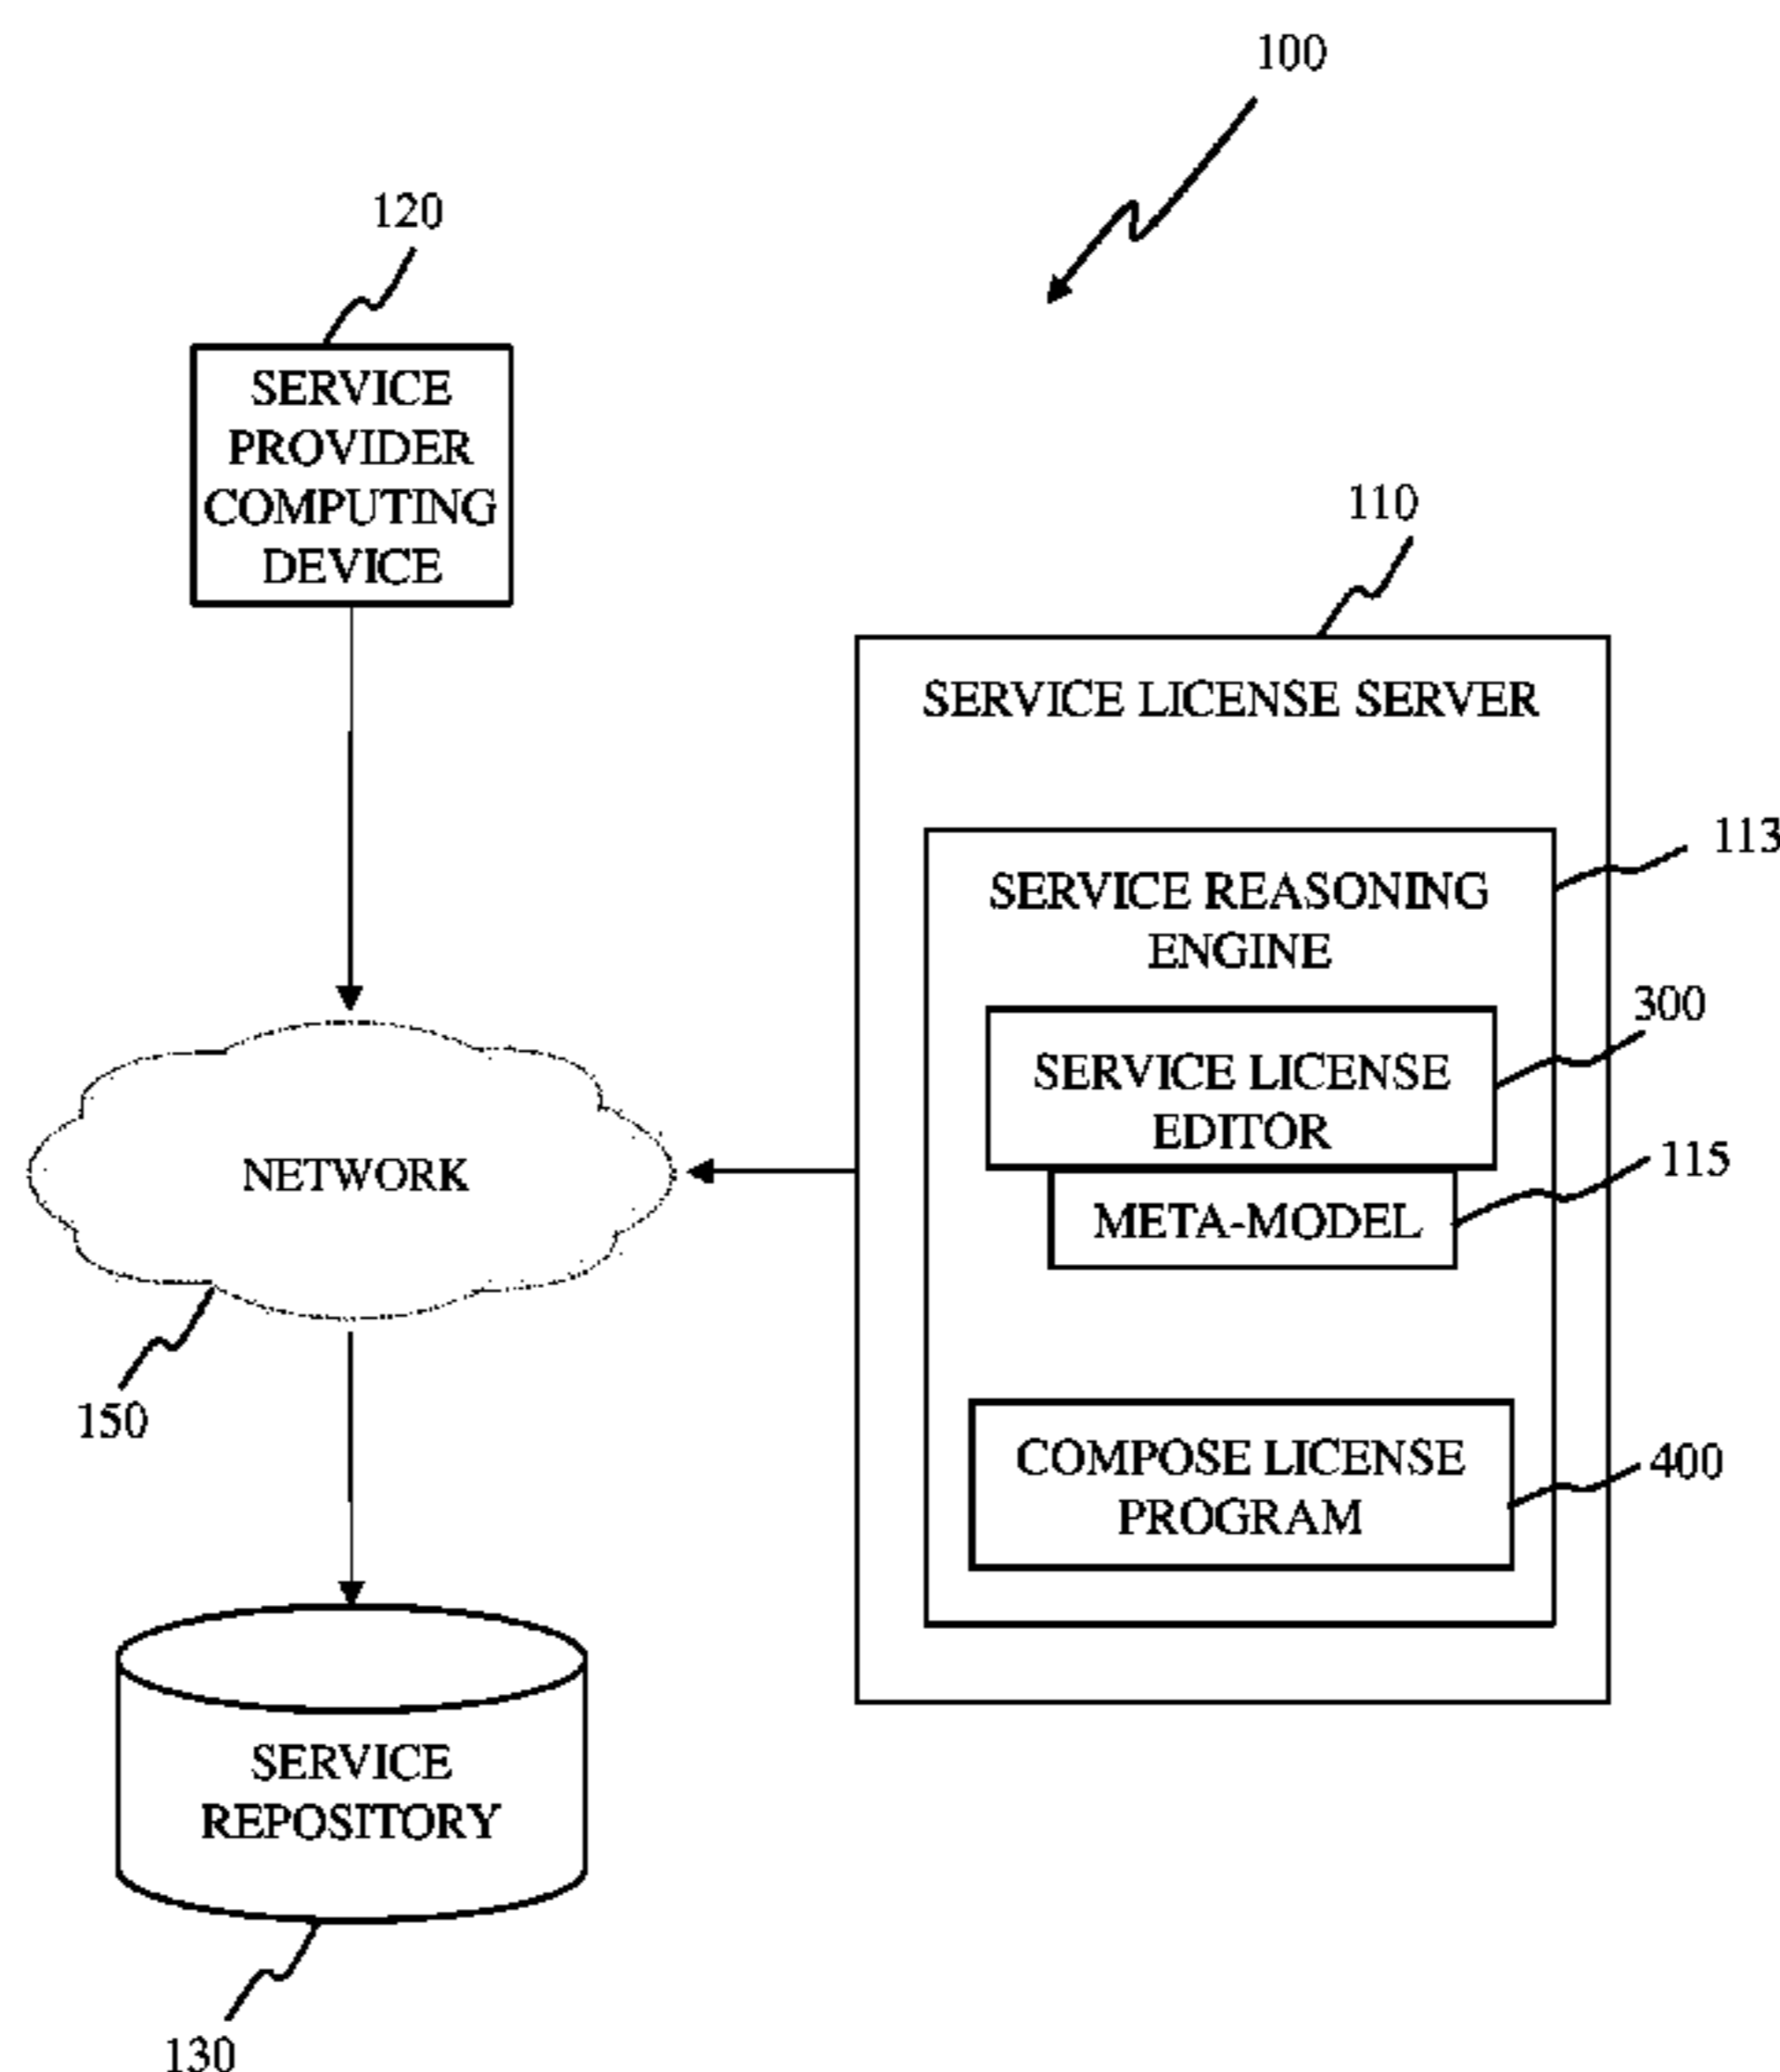 100
120
SERVICE
PROVIDER
COMPUTING
DEVICE
110
SERVICE LICENSE SERVER
113
SERVICE REASONING
ENGINE
300
SERVICE LICENSE
EDITOR
115
META-MODEL
NETWORK
150
COMPOSE LICENSE
PROGRAM
400
SERVICE
REPOSITORY
130